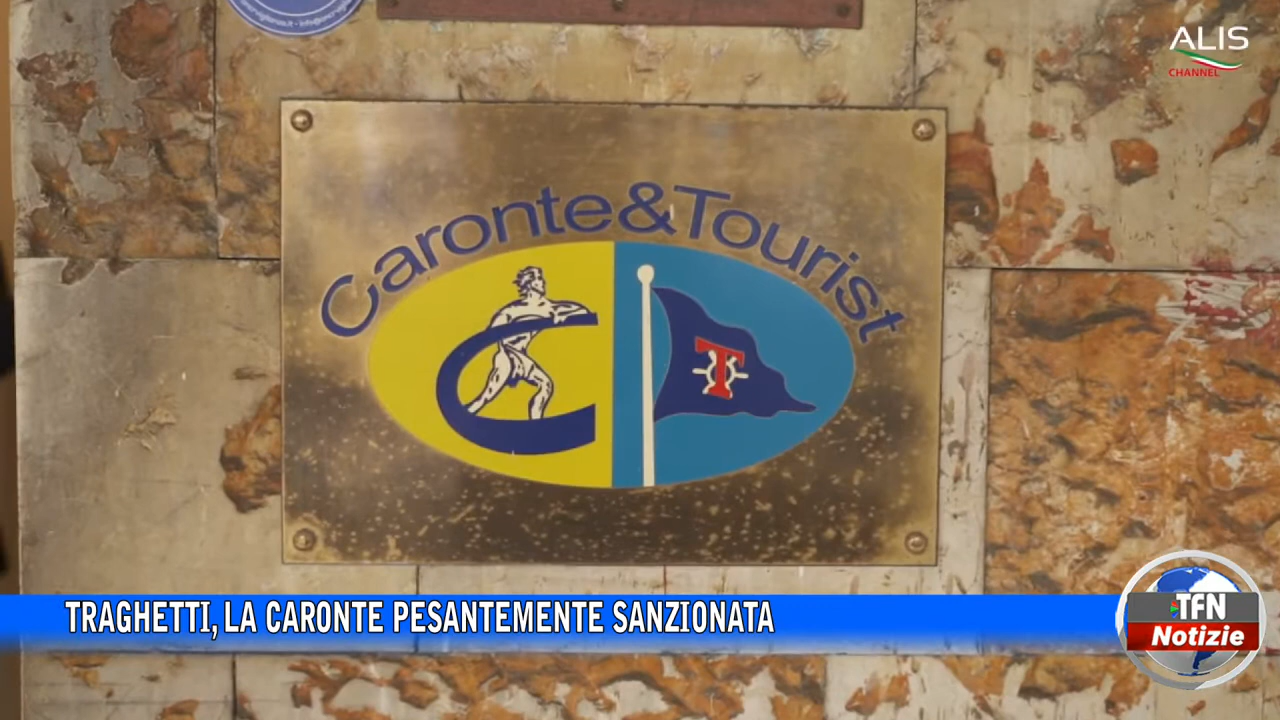 ALIS
CHANNEL
Caronte&Tourist
T
TRAGHETTI, LA CARONTE PESANTEMENTE SANZIONATA
TFN
Notizie